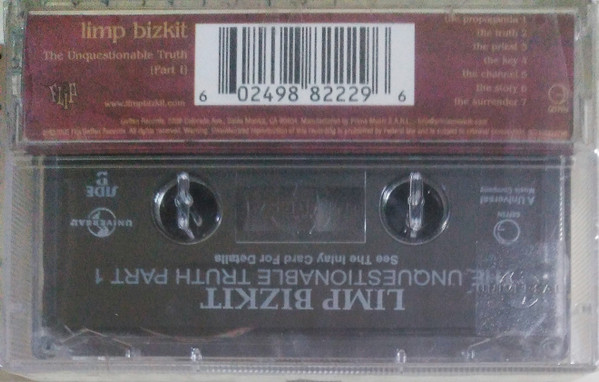 limp bizkit
The Unquestionable Truth
(Part 1)
FLIP
www.limpbizkit.com
6 02498 82229 6
the propaganda 1
the truth 2
the priest 3
the key 4
the channel 5
the story 6
the surrender 7
LIMP BIZKIT
THE UNQUESTIONABLE TRUTH PART 1
See The Inlay Card For Details
A Universal
Music Company
UNIVERSAL
SIDE